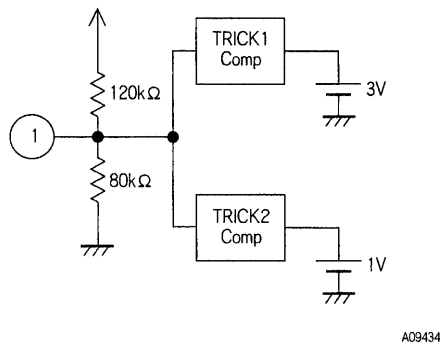 TRICK1
Comp
120kΩ
3V
1
80kΩ
TRICK2
Comp
1V
A09434